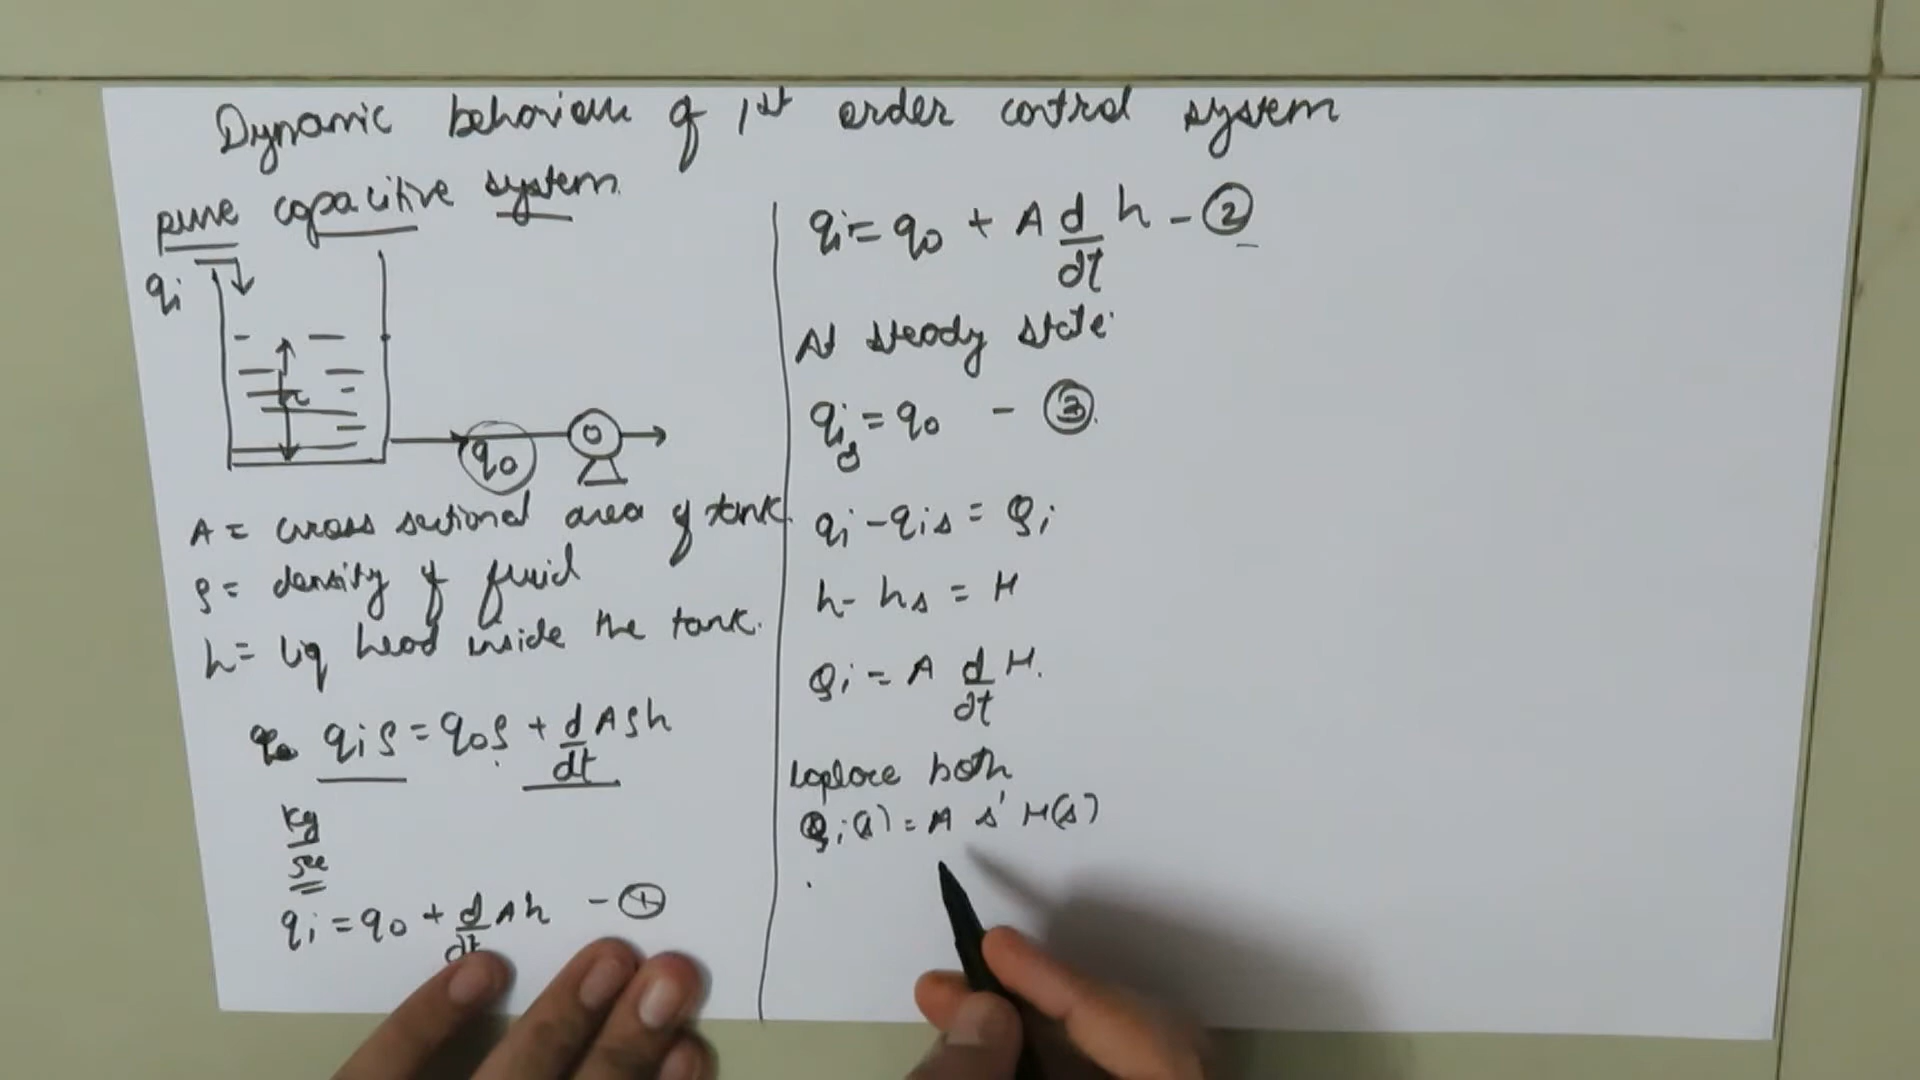 Dynamic behaviour of 1st order control system
pure capacitive system
qi
h
q0
A = cross sectional area of tank.
ρ = density of fluid
h = liq head inside the tank.
qiρ = q0ρ + d/dt Aρh
kg/sec
qi = q0 + d/dt Ah - ①
qi = q0 + A d/dt h - ②
At steady state
qis = q0 - ③
qi - qis = Qi
h - hs = H
Qi = A d/dt H.
Laplace both
Qi(s) = A s' H(s)